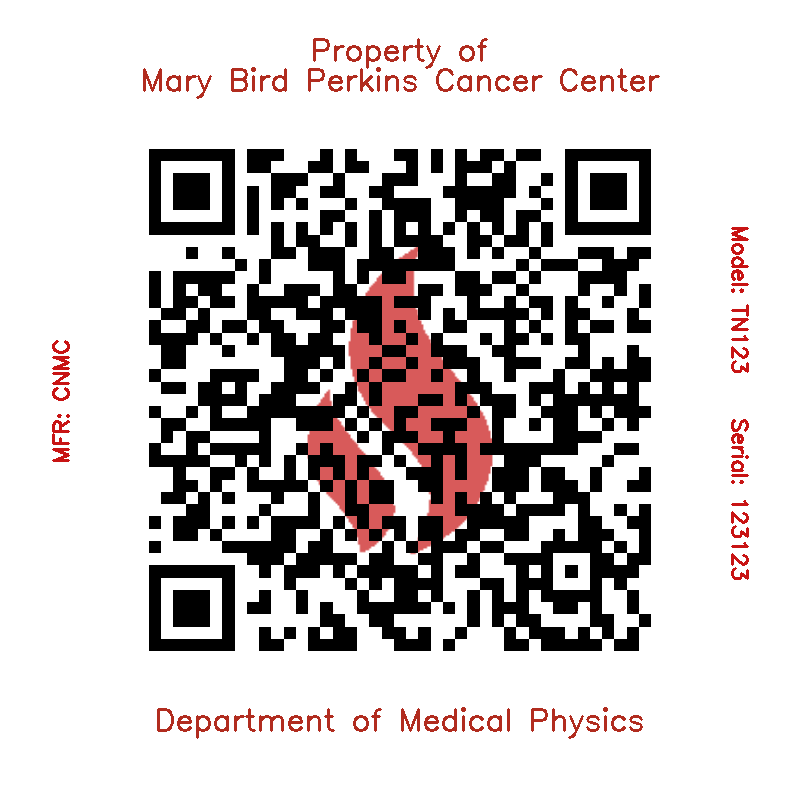 Property of
Mary Bird Perkins Cancer Center
MFR: CNMC
Model: TN123    Serial: 123123
Department of Medical Physics